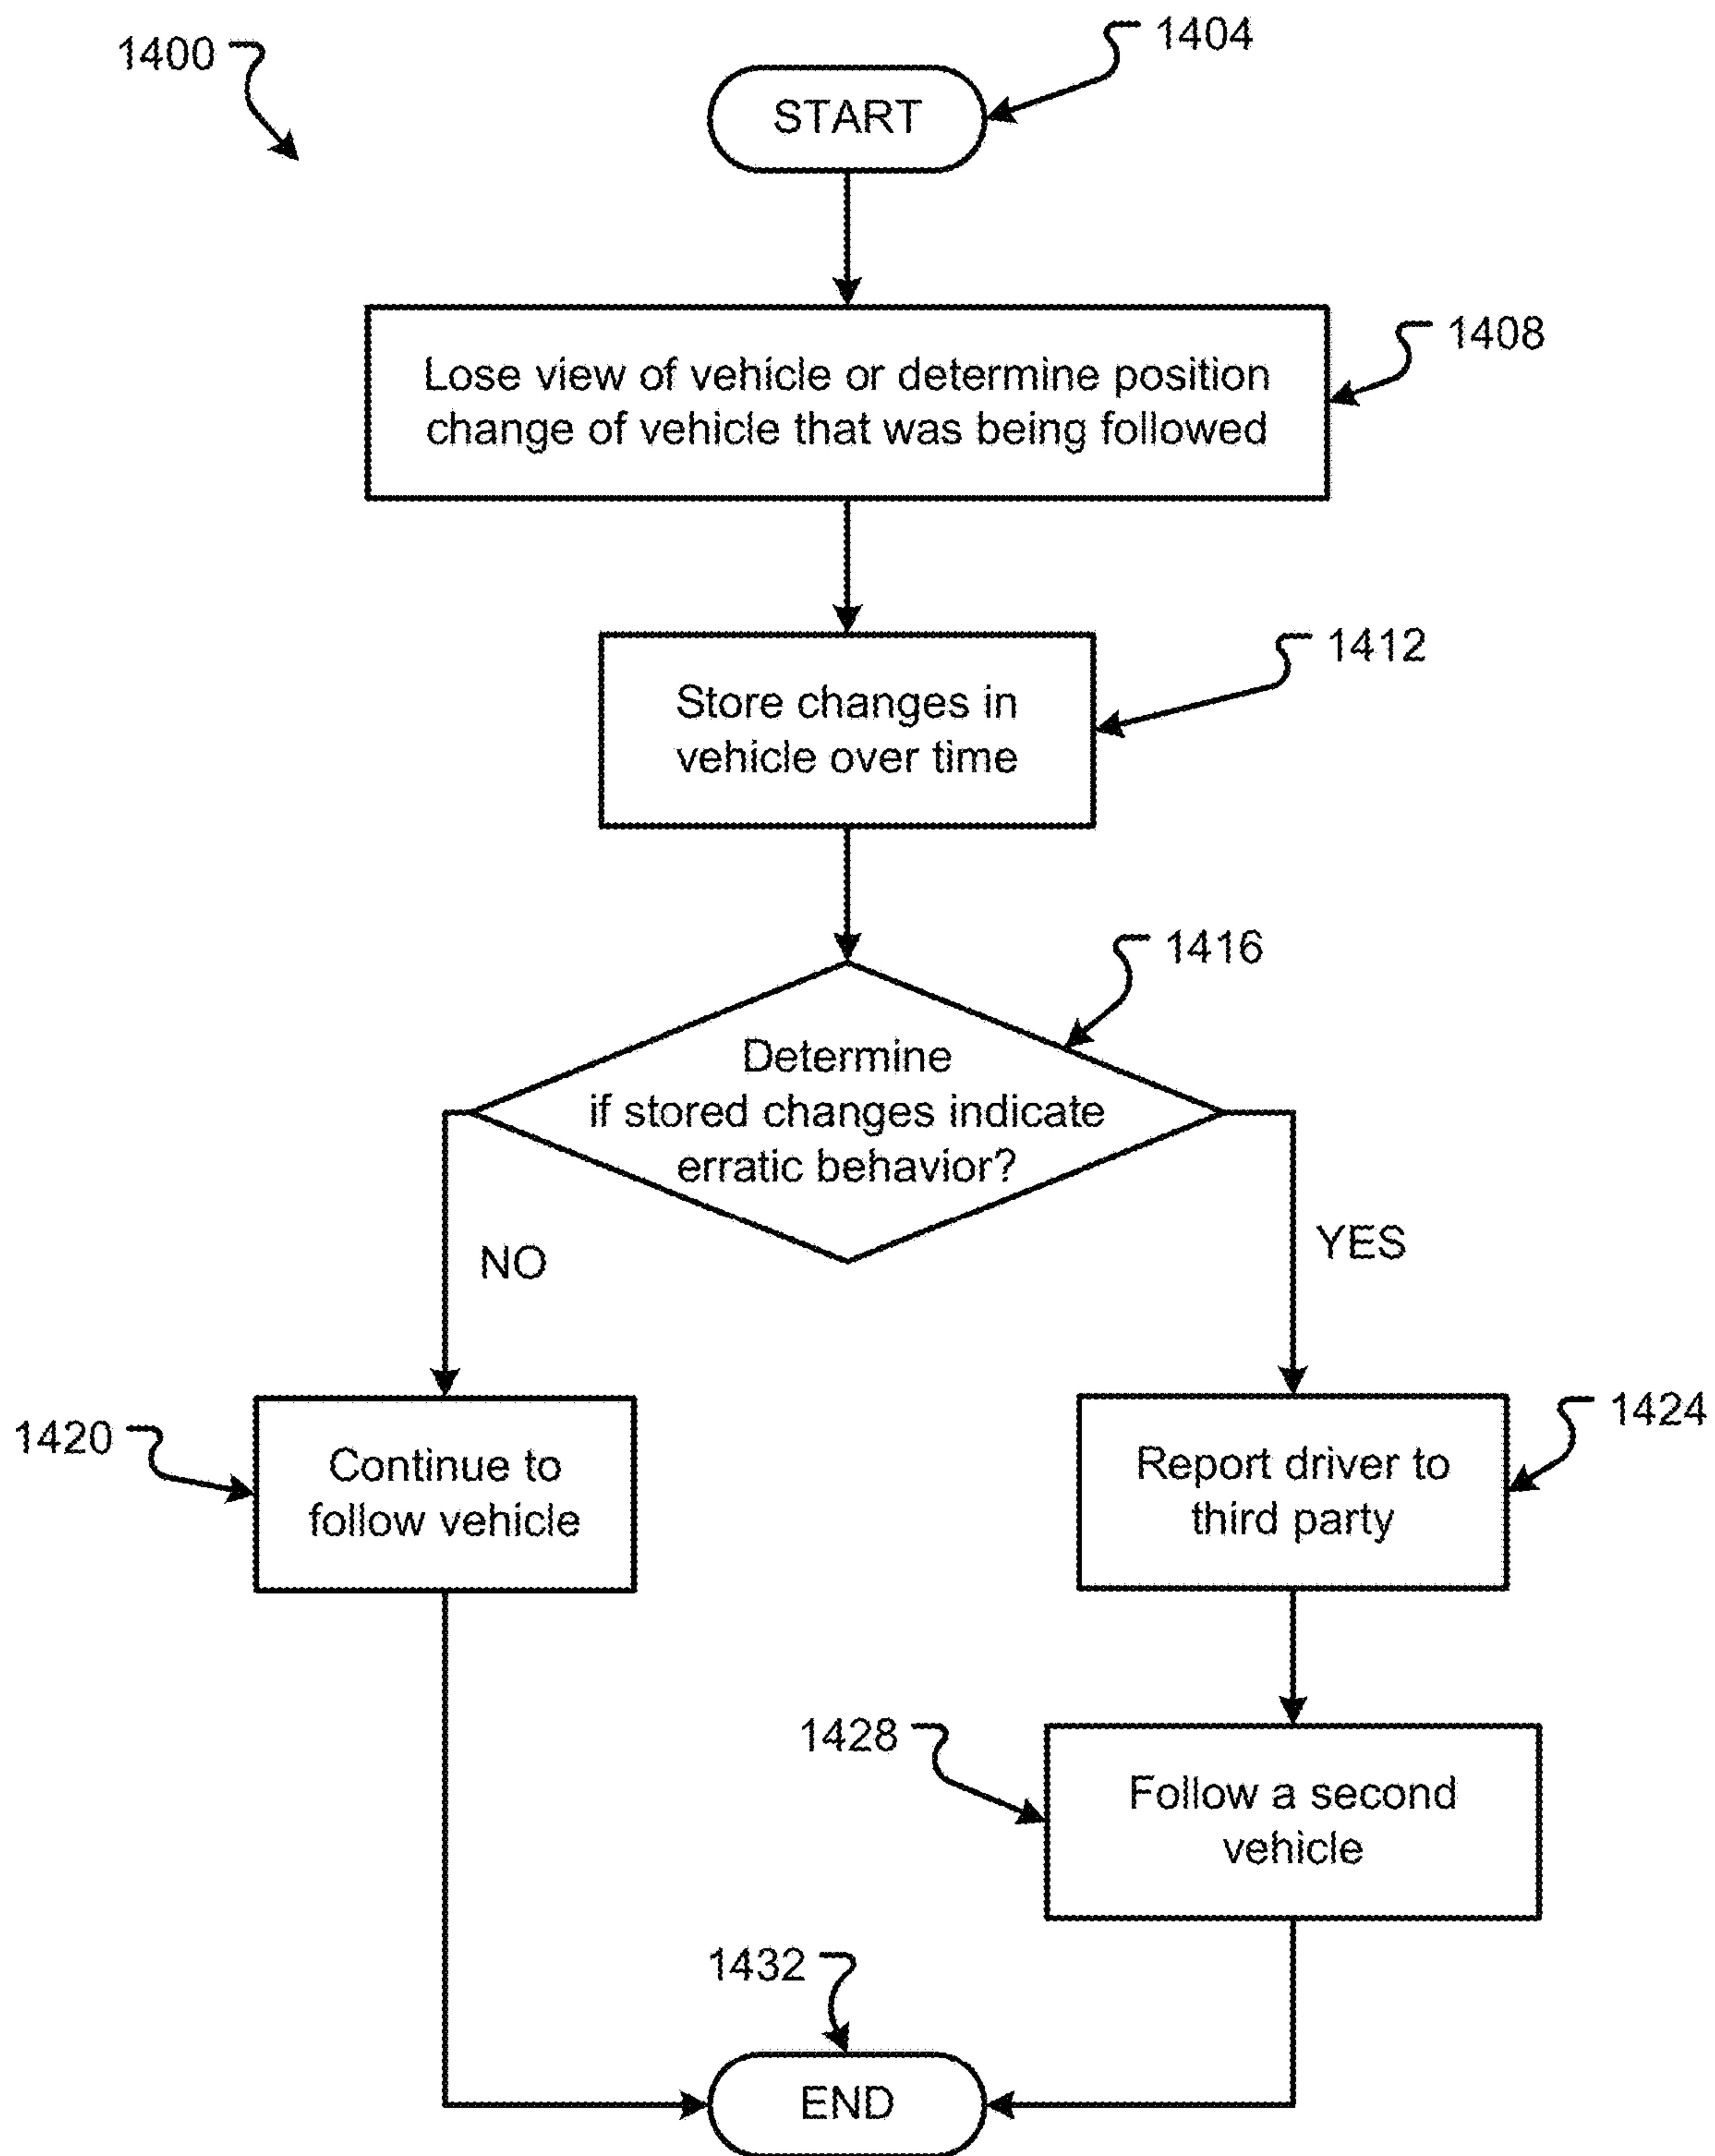 1400
1404
START
1408
Lose view of vehicle or determine position
change of vehicle that was being followed
1412
Store changes in
vehicle over time
1416
Determine
if stored changes indicate
erratic behavior?
NO
YES
1420
Continue to
follow vehicle
1424
Report driver to
third party
1428
Follow a second
vehicle
1432
END